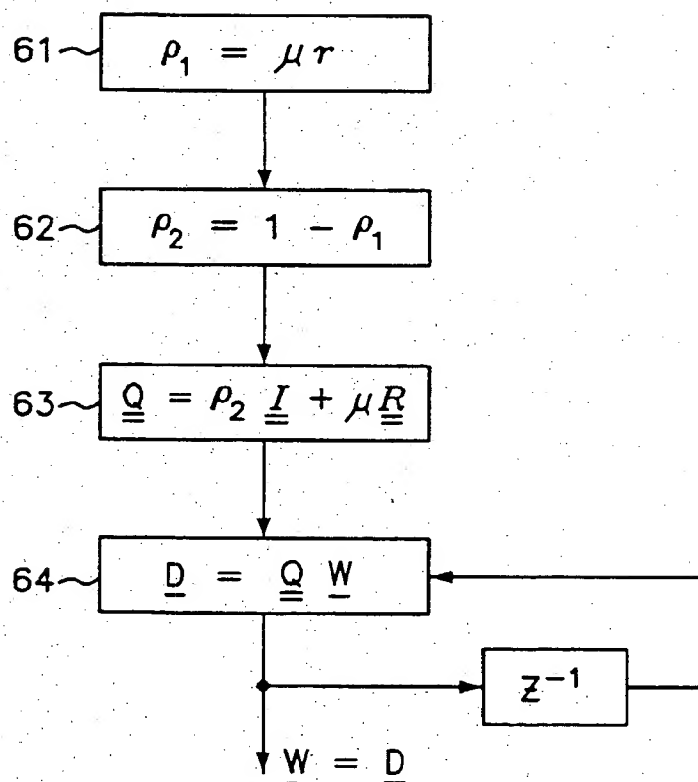 61 ρ₁ = μr
62 ρ₂ = 1 - ρ₁
63 Q = ρ₂ I + μR
64 D = Q W
z⁻¹
W = D